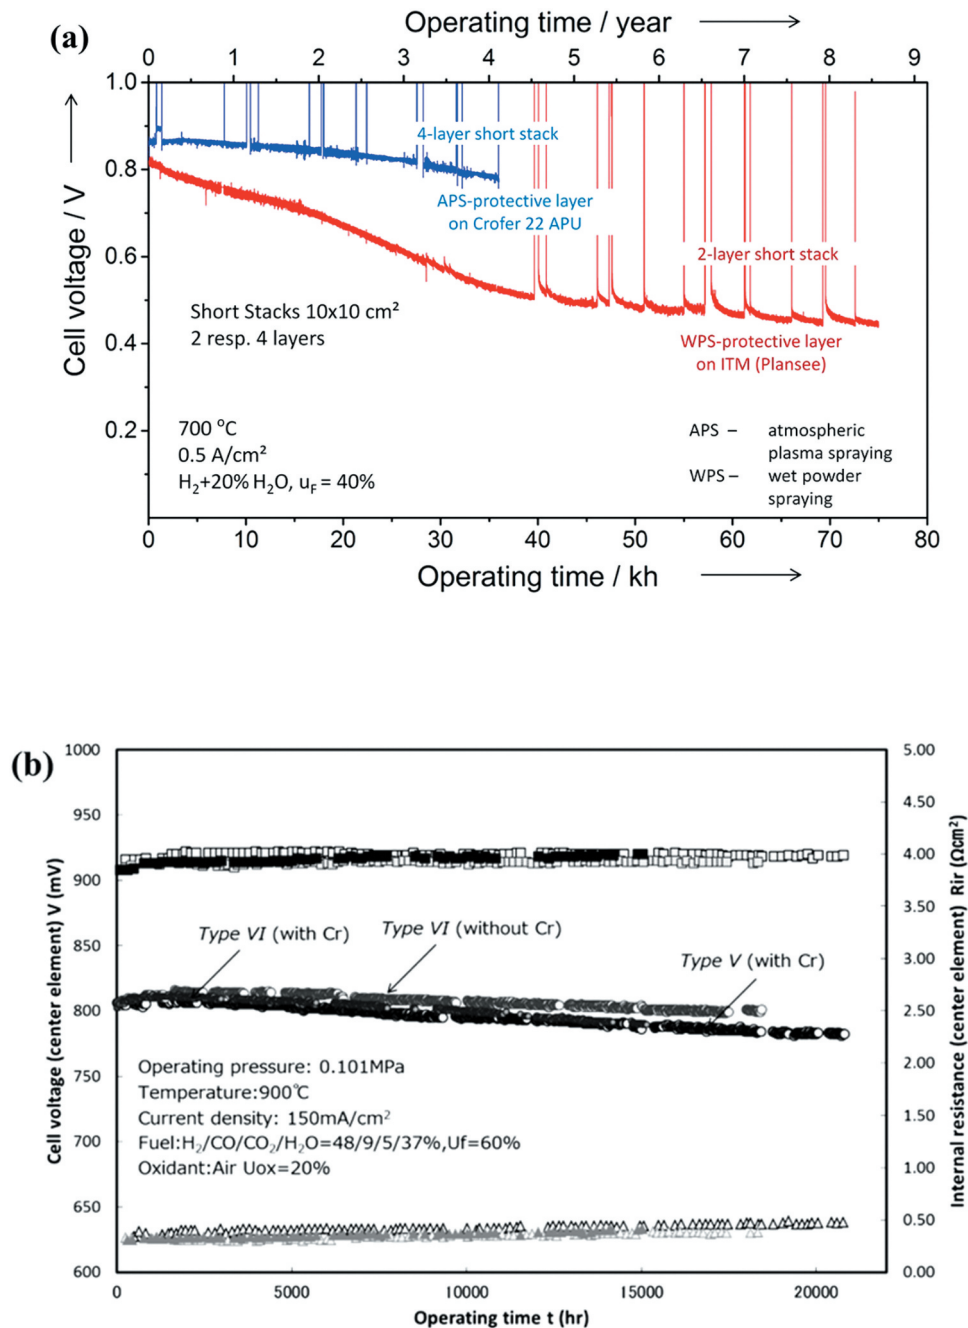 (a)
Operating time / year
0 1 2 3 4 5 6 7 8 9
1.0
0.8
0.6
0.4
0.2
Cell voltage / V
4-layer short stack
APS-protective layer
on Crofer 22 APU
2-layer short stack
WPS-protective layer
on ITM (Plansee)
Short Stacks 10x10 cm²
2 resp. 4 layers
700 °C
0.5 A/cm²
H₂+20% H₂O, uF = 40%
APS – atmospheric
plasma spraying
WPS – wet powder
spraying
0 10 20 30 40 50 60 70 80
Operating time / kh
(b)
1000
950
900
850
800
750
700
650
600
Cell voltage (center element) V (mV)
5.00
4.50
4.00
3.50
3.00
2.50
2.00
1.50
1.00
0.50
0.00
Internal resistance (center element) Rir (Ωcm²)
Type VI (with Cr)
Type VI (without Cr)
Type V (with Cr)
Operating pressure: 0.101MPa
Temperature:900℃
Current density: 150mA/cm²
Fuel:H₂/CO/CO₂/H₂O=48/9/5/37%,Uf=60%
Oxidant:Air Uox=20%
0 5000 10000 15000 20000
Operating time t (hr)